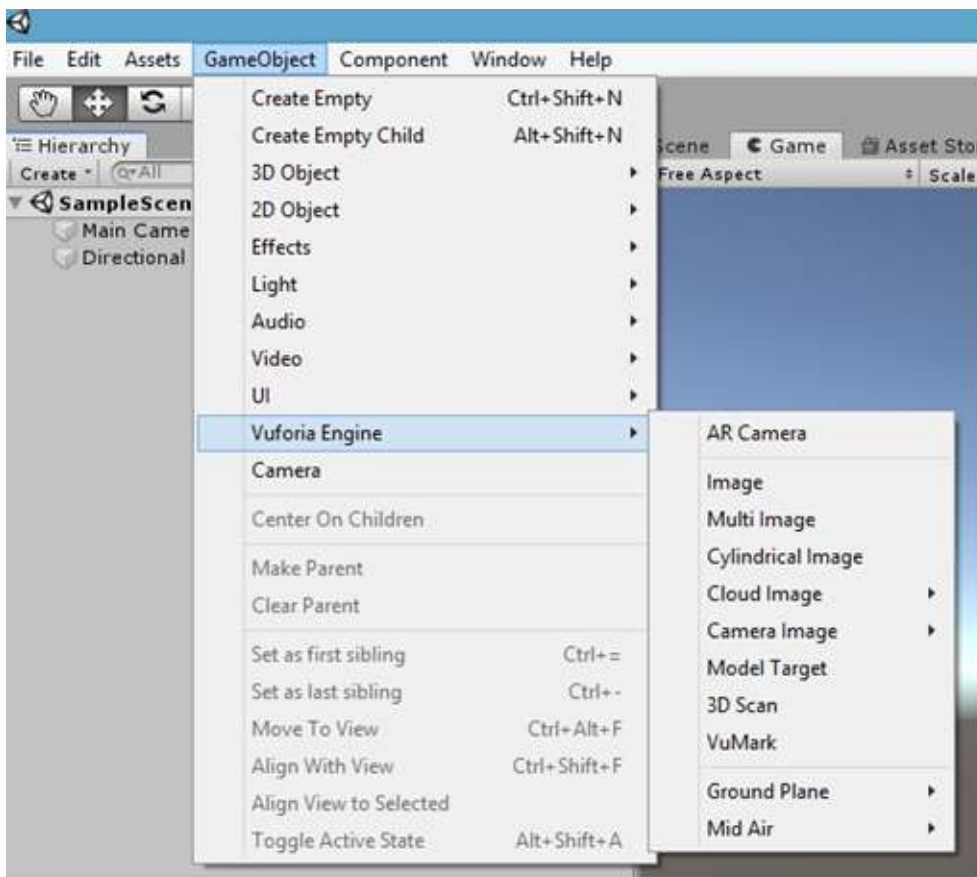 File Edit Assets GameObject Component Window Help
Hierarchy
Create
All
SampleScen
Main Came
Directional
Create Empty Ctrl+Shift+N
Create Empty Child Alt+Shift+N
3D Object
2D Object
Effects
Light
Audio
Video
UI
Vuforia Engine
Camera
Center On Children
Make Parent
Clear Parent
Set as first sibling Ctrl+=
Set as last sibling Ctrl+-
Move To View Ctrl+Alt+F
Align With View Ctrl+Shift+F
Align View to Selected
Toggle Active State Alt+Shift+A
Scene Game Asset Sto
Free Aspect Scale
AR Camera
Image
Multi Image
Cylindrical Image
Cloud Image
Camera Image
Model Target
3D Scan
VuMark
Ground Plane
Mid Air